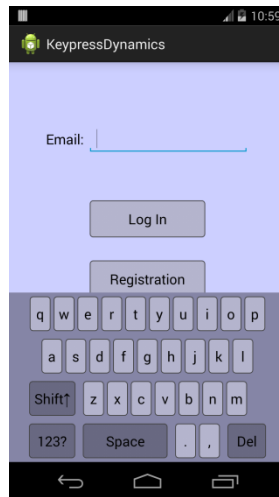 10:59
KeypressDynamics
Email:
Log In
Registration
q w e r t y u i o p
a s d f g h j k l
Shift↑ z x c v b n m
123? Space . , Del